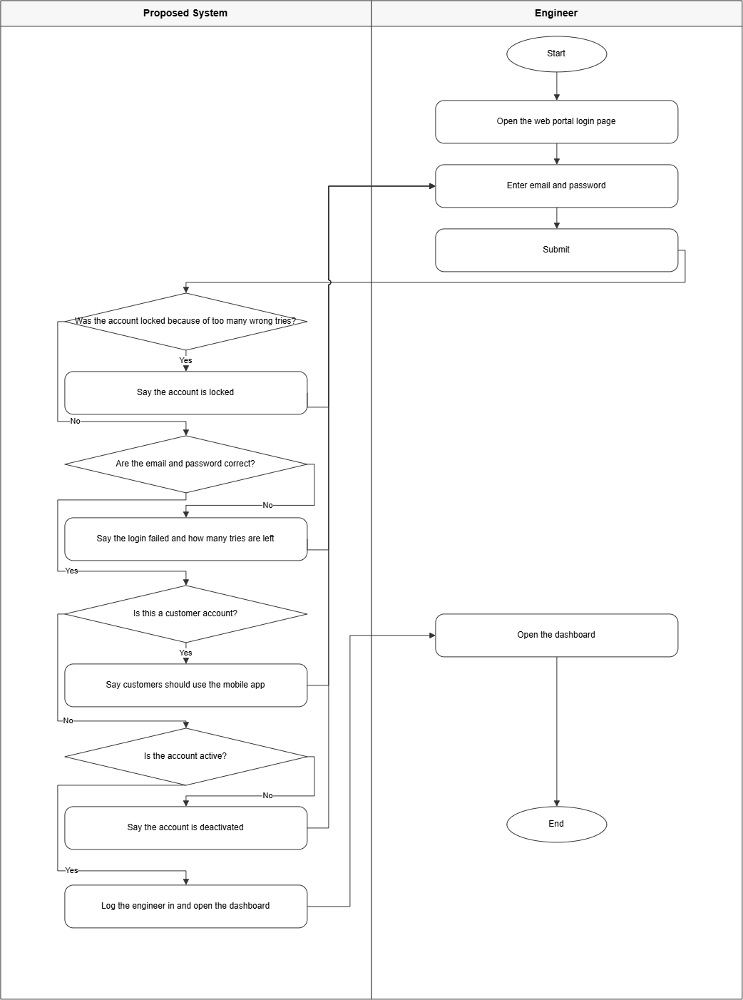 Proposed System
Engineer
Start
Open the web portal login page
Enter email and password
Submit
Was the account locked because of too many wrong tries?
Yes
Say the account is locked
No
Are the email and password correct?
No
Say the login failed and how many tries are left
Yes
Is this a customer account?
Yes
Say customers should use the mobile app
No
Is the account active?
No
Say the account is deactivated
Yes
Log the engineer in and open the dashboard
Open the dashboard
End